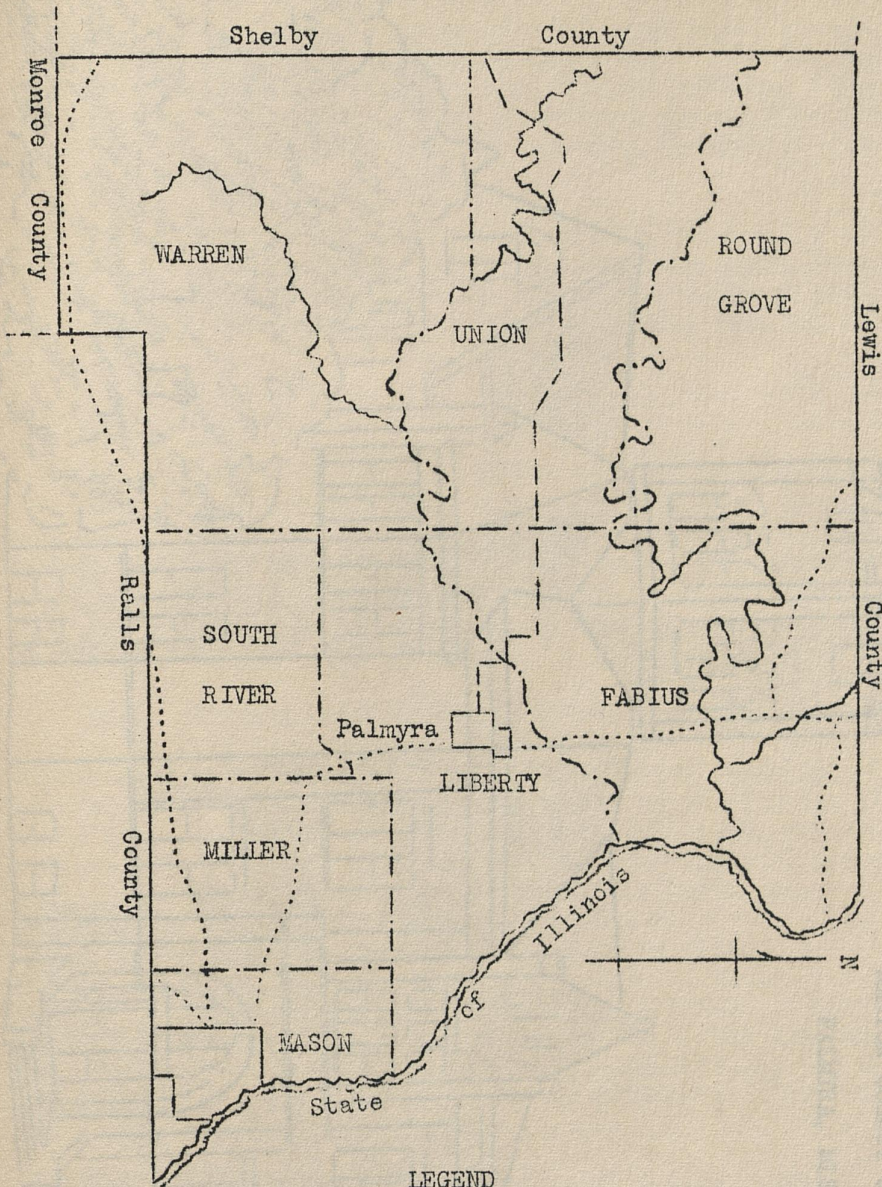 Shelby County
Monroe County
WARREN
ROUND
GROVE
UNION
Lewis County
Ralls County
SOUTH
RIVER
FABIUS
Palmyra
LIBERTY
MILLER
State of Illinois
N
MASON
LEGEND